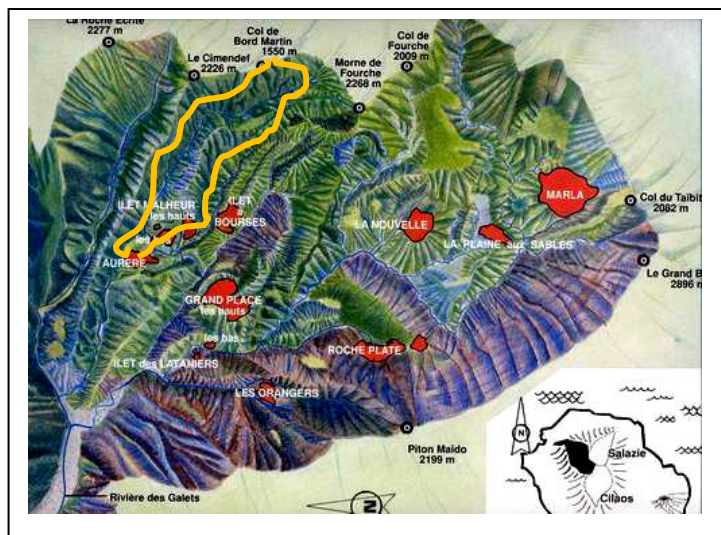 La Roche Ecrite
2277 m
Col de
Bord Martin
1550 m
Le Cimendef
2226 m
Col de
Fourche
2009 m
Morne de
Fourche
2268 m
ILET MALHEUR
les hauts
les
ILET
BOURSES
AURERE
LA NOUVELLE
MARLA
Col du Taïbit
2082 m
LA PLAINE aux SABLES
Le Grand B
2896 m
GRAND PLACE
les hauts
les bas
ROCHE PLATE
ILET des LATANIERS
LES ORANGERS
Piton Maïdo
2199 m
Rivière des Galets
N
N
Salazie
Cilaos